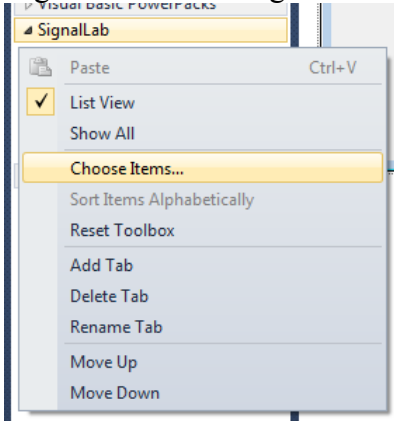 Visual Basic PowerPacks
SignalLab
Paste Ctrl+V
List View
Show All
Choose Items...
Sort Items Alphabetically
Reset Toolbox
Add Tab
Delete Tab
Rename Tab
Move Up
Move Down